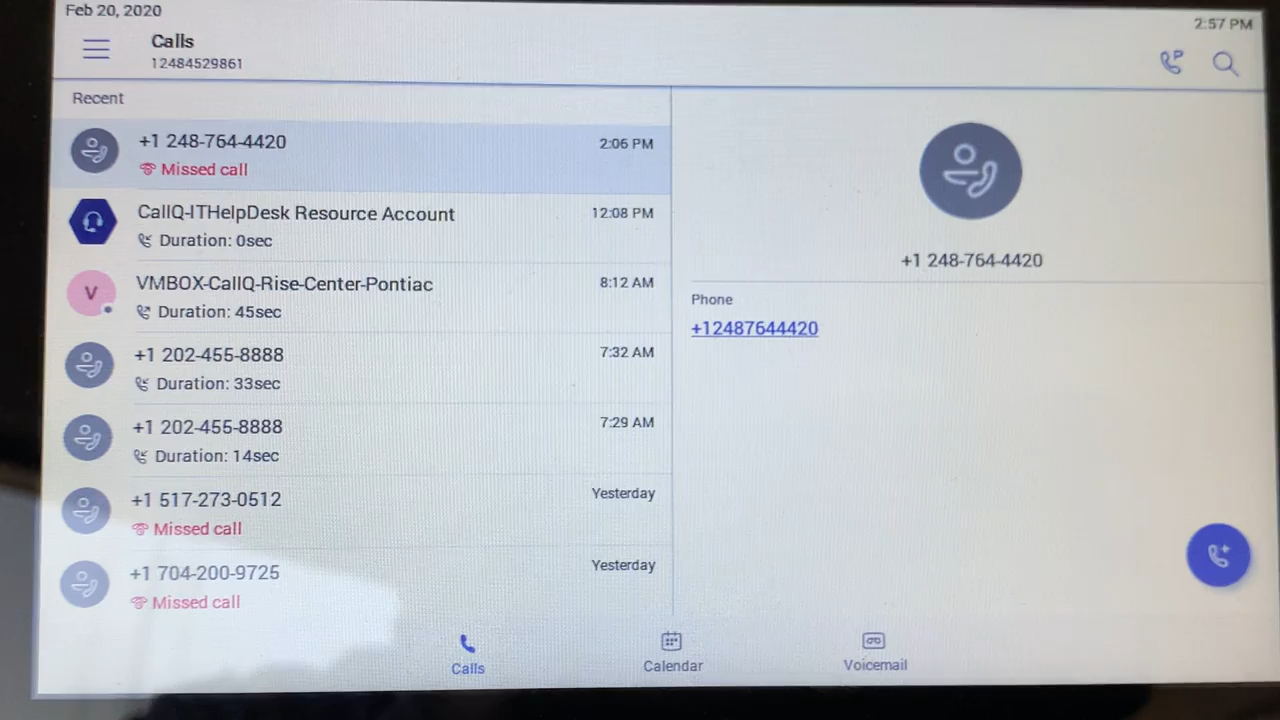 Feb 20, 2020
2:57 PM
Calls
12484529861
Recent
+1 248-764-4420
2:06 PM
Missed call
CallQ-ITHelpDesk Resource Account
12:08 PM
Duration: 0sec
V
VMBOX-CallQ-Rise-Center-Pontiac
8:12 AM
Duration: 45sec
+1 202-455-8888
7:32 AM
Duration: 33sec
+1 202-455-8888
7:29 AM
Duration: 14sec
+1 517-273-0512
Yesterday
Missed call
+1 704-200-9725
Yesterday
Missed call
+1 248-764-4420
Phone
+12487644420
Calls
Calendar
Voicemail